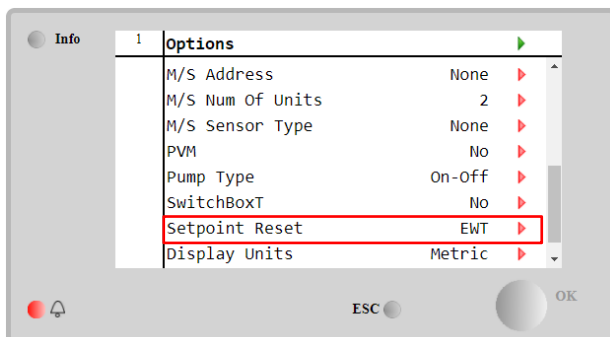 Info
1 Options
M/S Address None
M/S Num Of Units 2
M/S Sensor Type None
PVM No
Pump Type On-Off
SwitchBoxT No
Setpoint Reset EWT
Display Units Metric
ESC
OK